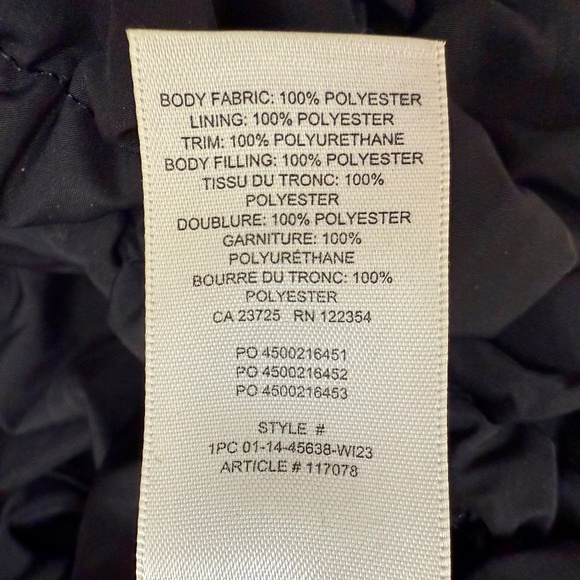 BODY FABRIC: 100% POLYESTER
LINING: 100% POLYESTER
TRIM: 100% POLYURETHANE
BODY FILLING: 100% POLYESTER
TISSU DU TRONC: 100%
POLYESTER
DOUBLURE: 100% POLYESTER
GARNITURE: 100%
POLYURÉTHANE
BOURRE DU TRONC: 100%
POLYESTER
CA 23725 RN 122354
PO 4500216451
PO 4500216452
PO 4500216453
STYLE #
1PC 01-14-45638-WI23
ARTICLE # 117078